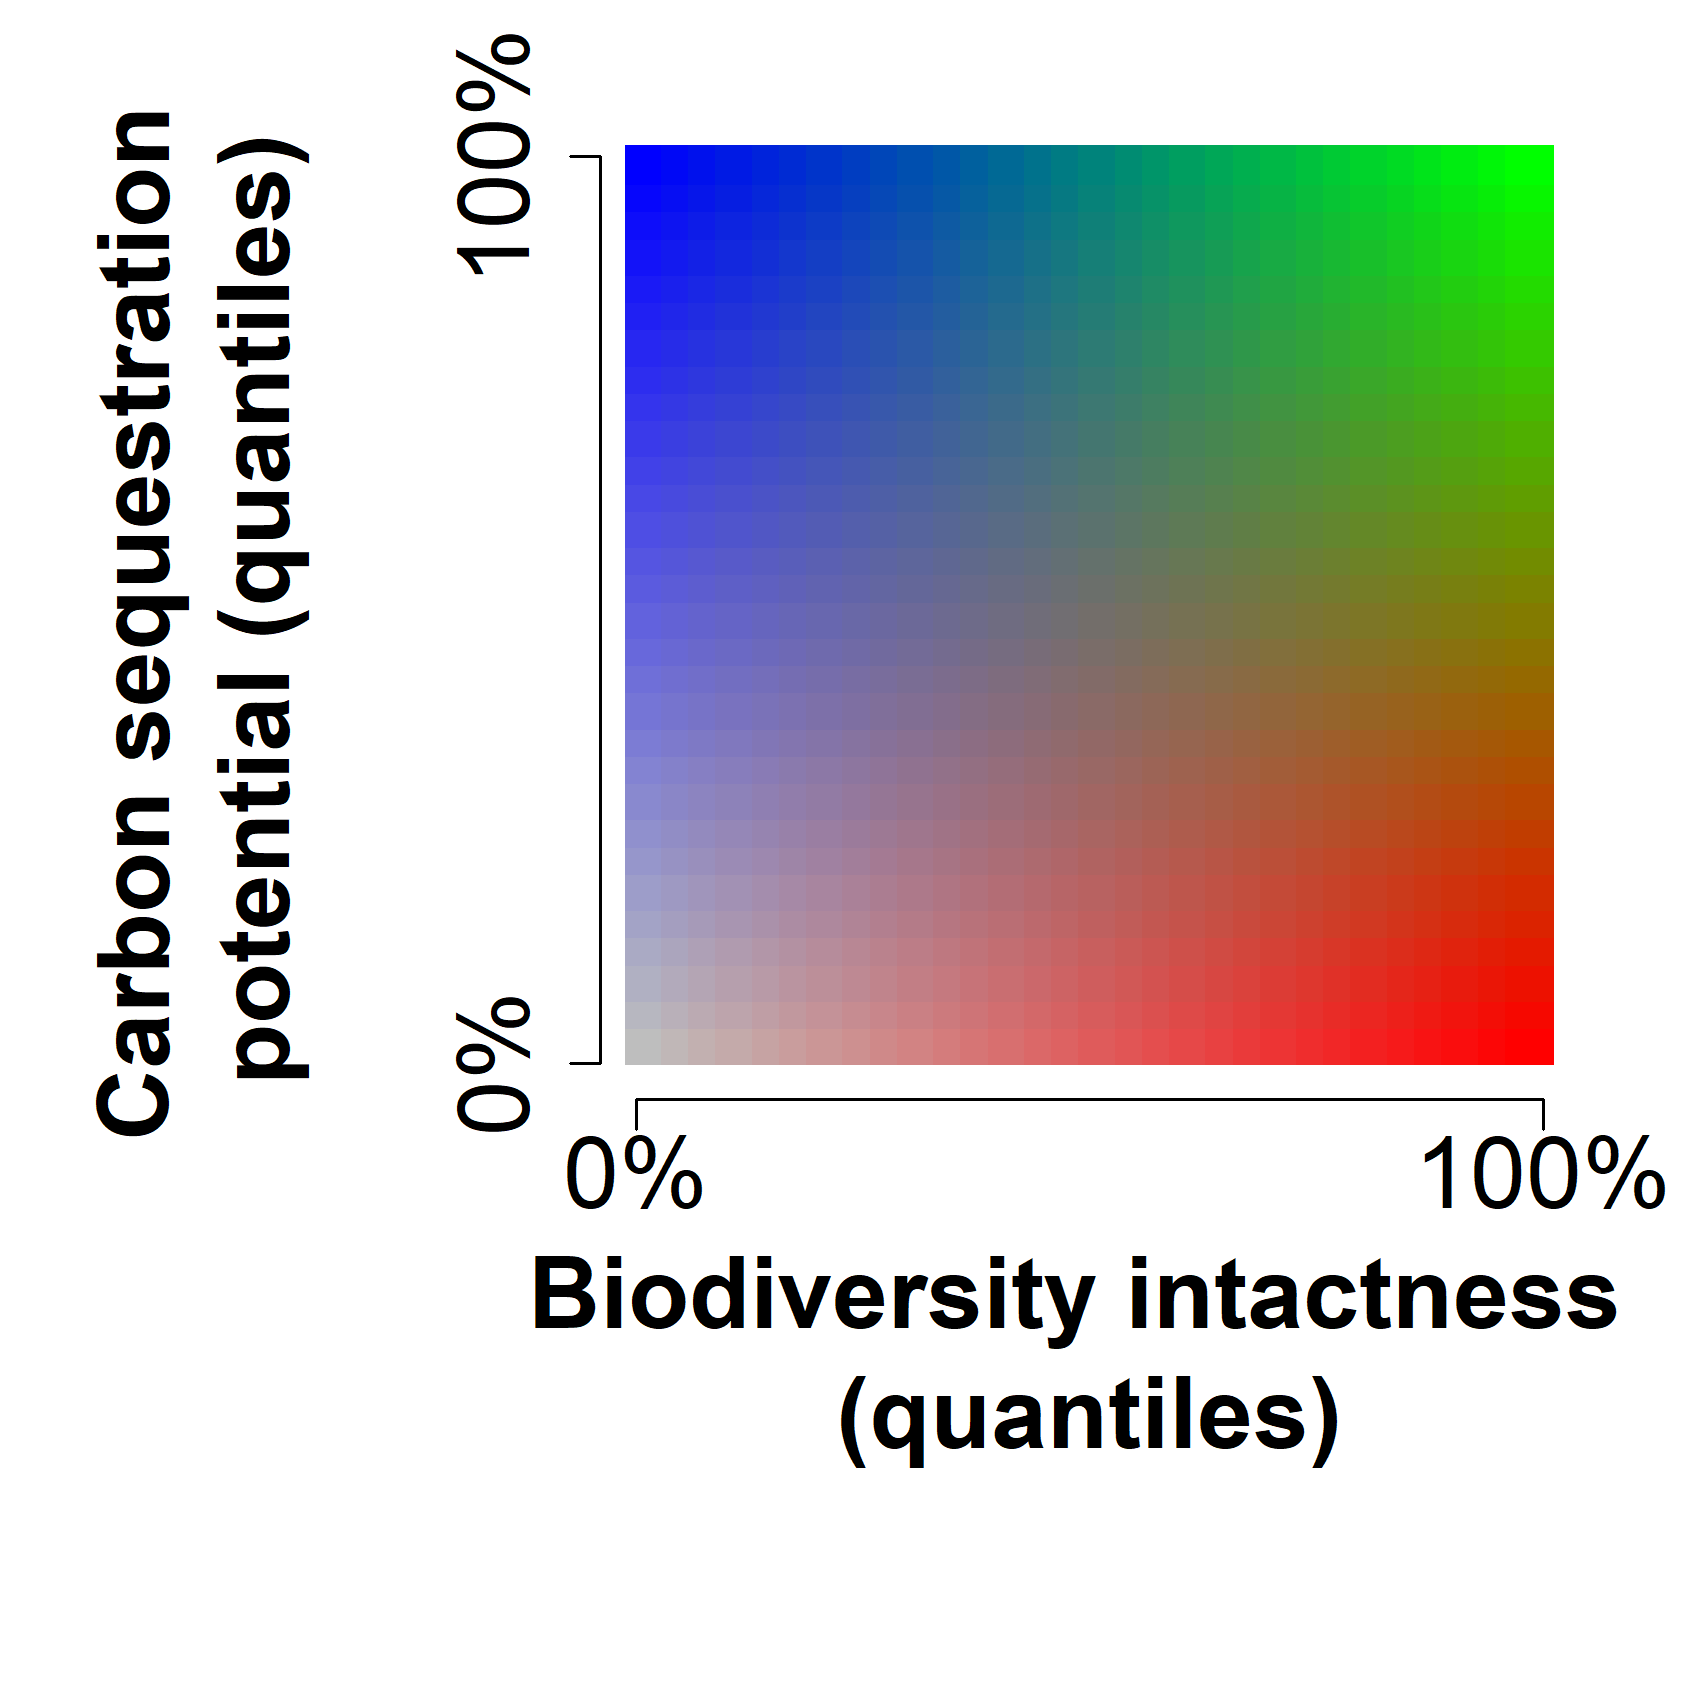 Carbon sequestration
potential (quantiles)
100%
0%
0%
100%
Biodiversity intactness
(quantiles)